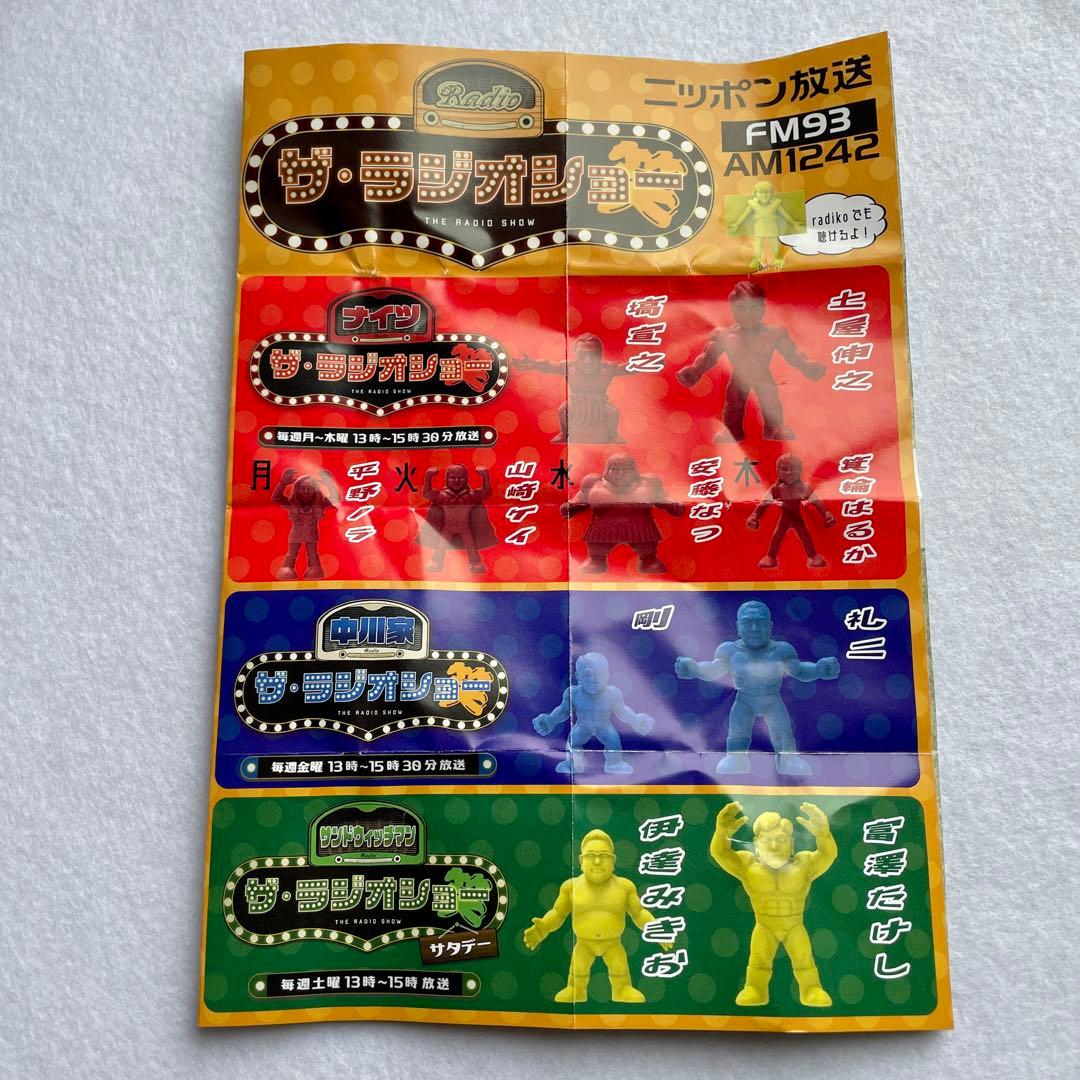 Radio
ザ・ラジオショー
笑
THE RADIO SHOW
ニッポン放送
FM93
AM1242
radikoでも
聴けるよ！
ナイツ
ザ・ラジオショー
笑
THE RADIO SHOW
毎週月～木曜 13時～15時30分放送
塙宣之
土屋伸之
月
平野ノラ
火
山崎ケイ
水
安藤なつ
木
箕輪はるか
中川家
Radio
ザ・ラジオショー
笑
THE RADIO SHOW
毎週金曜 13時～15時30分放送
剛
礼二
サンドウィッチマン
Radio
ザ・ラジオショー
笑
THE RADIO SHOW
サタデー
毎週土曜 13時～15時 放送
伊達みきお
富澤たけし